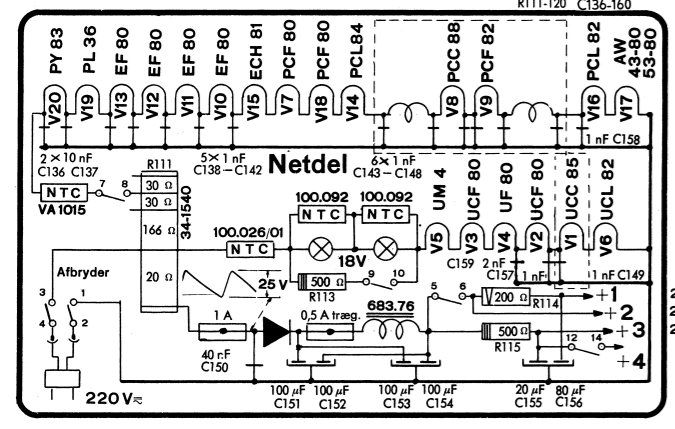 R111-120 C136-160
PY 83
PL 36
EF 80
EF 80
EF 80
EF 80
ECH 81
PCF 80
PCF 80
PCL84
PCC 88
PCF 82
PCL 82
AW
43-80
53-80
V20
V19
V13
V12
V11
V10
V15
V7
V18
V14
V8
V9
V16
V17
2 × 10 nF
C136 C137
R111
5× 1 nF
C138 – C142
Netdel
6× 1 nF
C143 – C148
1 nF C158
NTC
VA 1015
7
8
30 Ω
30 Ω
166 Ω
20 Ω
34-1540
100.026/01
NTC
100.092
NTC
100.092
NTC
18V
UM 4
UCF 80
UF 80
UCF 80
UCC 85
UCL 82
V5
V3
V4
V2
V1
V6
C159
2 nF
C157
1 nF
1 nF C149
Afbryder
25 V
500 Ω
R113
9
10
3
1
4
2
1 A
0,5 A træg.
683.76
5
6
200 Ω
R114
+1
+2
500 Ω
R115
+3
12
14
+4
40 nF
C150
220 V
100 µF
C151
100 µF
C152
100 µF
C153
100 µF
C154
20 µF
C155
80 µF
C156
2
2
2